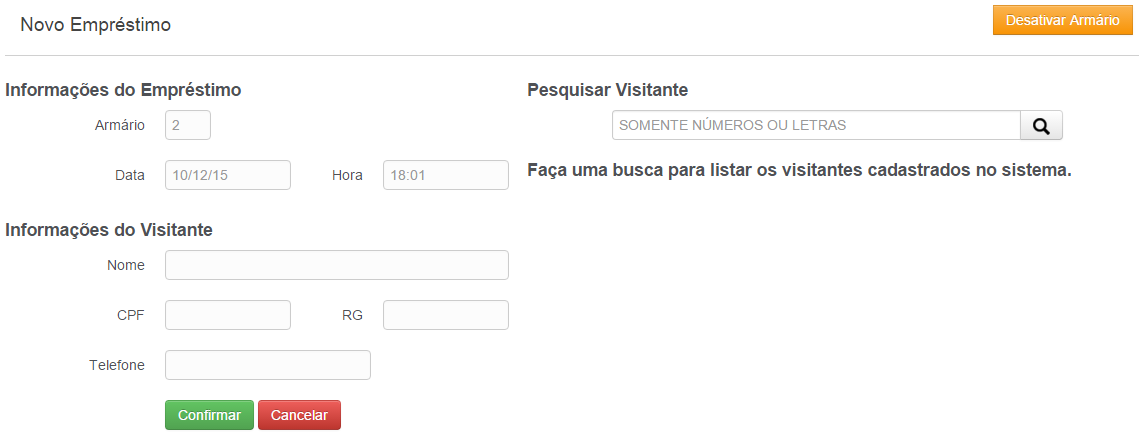 Novo Empréstimo
Desativar Armário
Informações do Empréstimo
Armário 2
Data 10/12/15 Hora 18:01
Informações do Visitante
Nome
CPF RG
Telefone
Confirmar Cancelar
Pesquisar Visitante
SOMENTE NÚMEROS OU LETRAS
Faça uma busca para listar os visitantes cadastrados no sistema.